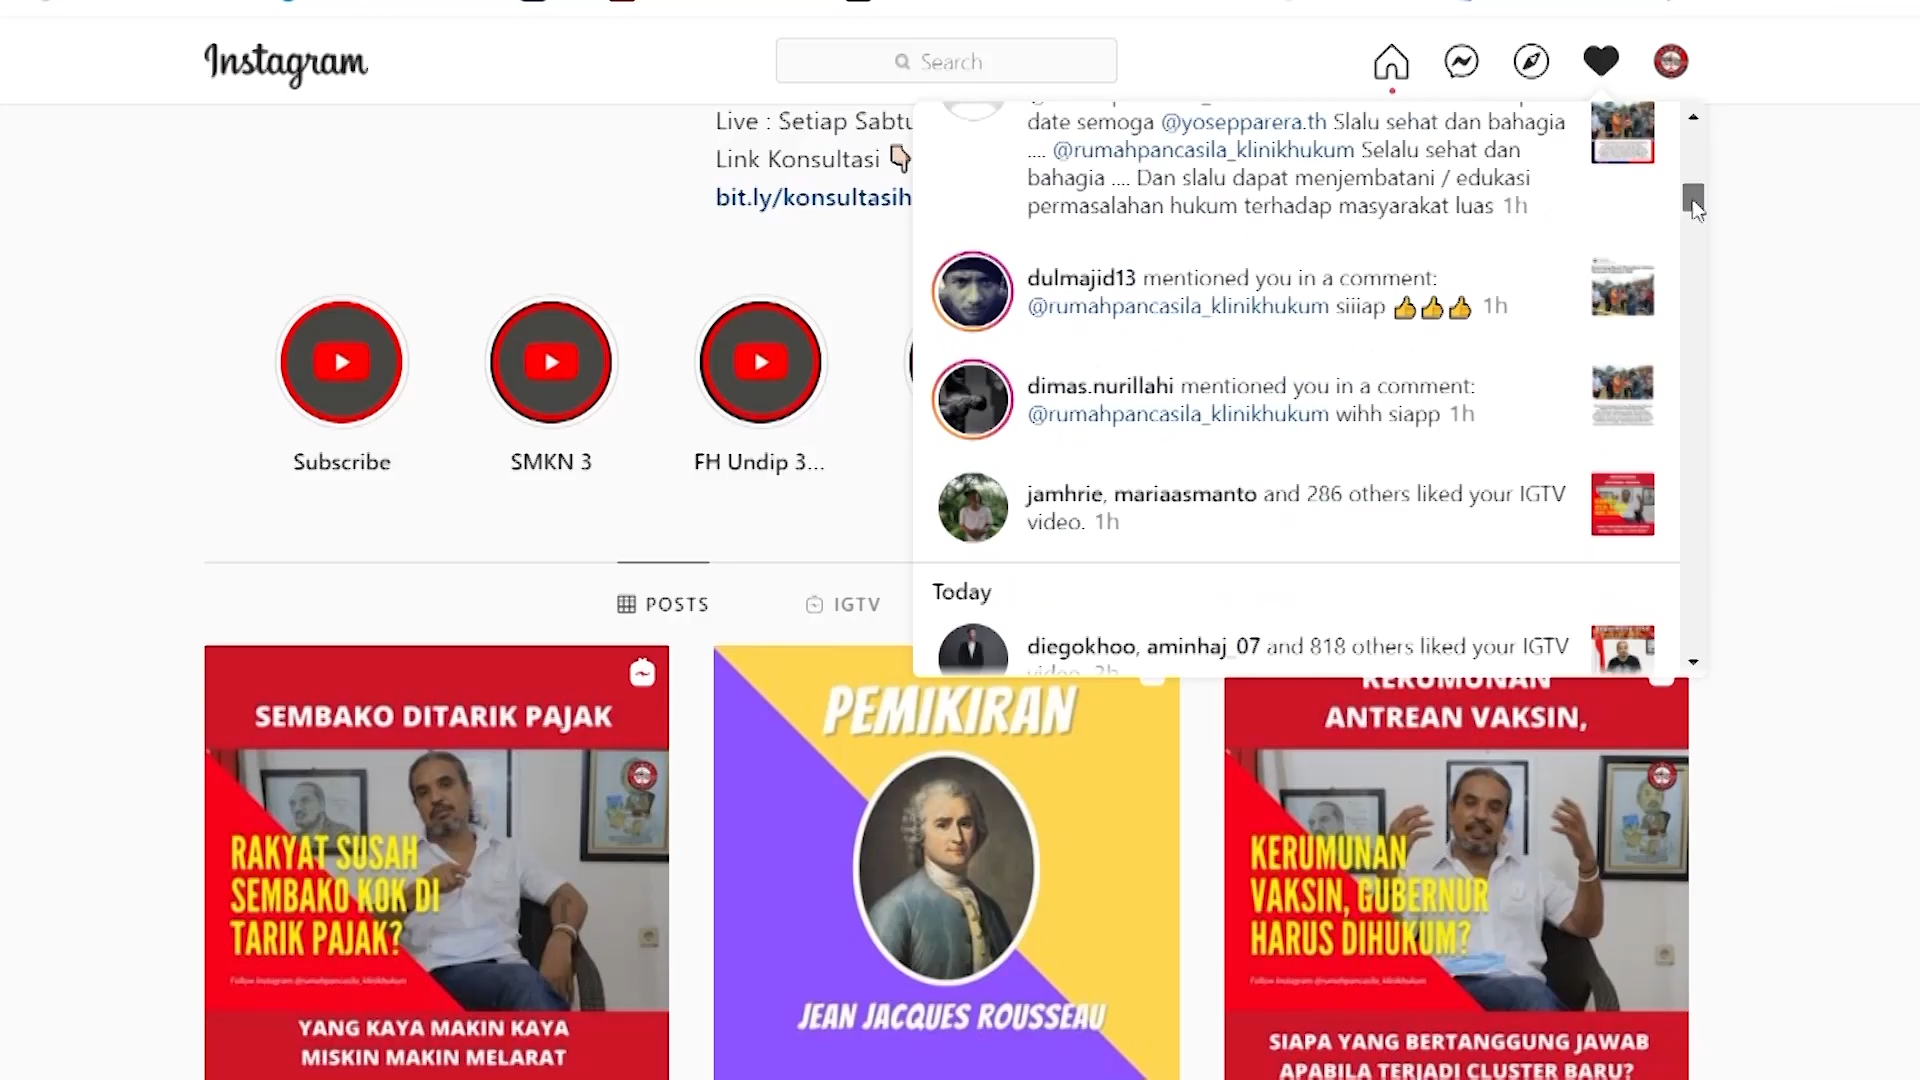 Instagram
Search
Live : Setiap Sabtu
Link Konsultasi
bit.ly/konsultasih
date semoga @yosepparera.th Slalu sehat dan bahagia
.... @rumahpancasila_klinikhukum Selalu sehat dan
bahagia .... Dan slalu dapat menjembatani / edukasi
permasalahan hukum terhadap masyarakat luas 1h
dulmajid13 mentioned you in a comment:
@rumahpancasila_klinikhukum siiiap 👍👍👍 1h
dimas.nurillahi mentioned you in a comment:
@rumahpancasila_klinikhukum wihh siapp 1h
jamhrie, mariaasmanto and 286 others liked your IGTV
video. 1h
Today
diegokhoo, aminhaj_07 and 818 others liked your IGTV
Subscribe
SMKN 3
FH Undip 3...
POSTS
IGTV
SEMBAKO DITARIK PAJAK
RAKYAT SUSAH
SEMBAKO KOK DI
TARIK PAJAK?
Follow Instagram @rumahpancasila_klinikhukum
YANG KAYA MAKIN KAYA
MISKIN MAKIN MELARAT
PEMIKIRAN
JEAN JACQUES ROUSSEAU
KERUMUNAN
ANTREAN VAKSIN,
KERUMUNAN
VAKSIN, GUBERNUR
HARUS DIHUKUM?
Follow Instagram @rumahpancasila_klinikhukum
SIAPA YANG BERTANGGUNG JAWAB
APABILA TERJADI CLUSTER BARU?